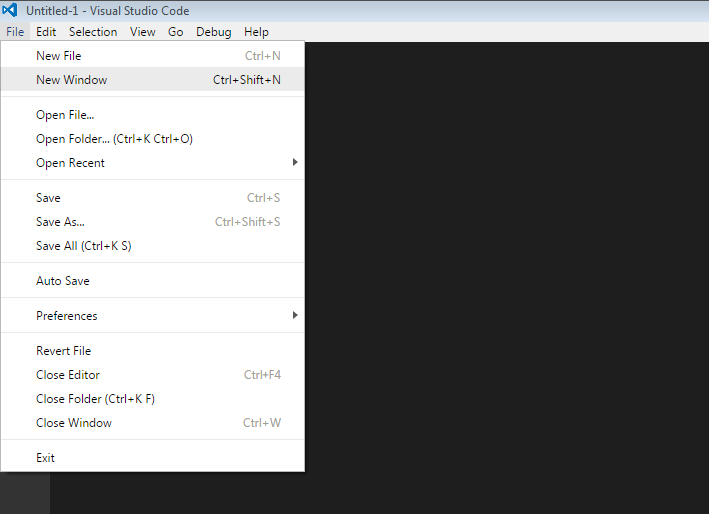 Untitled-1 - Visual Studio Code
File Edit Selection View Go Debug Help
New File Ctrl+N
New Window Ctrl+Shift+N
Open File...
Open Folder... (Ctrl+K Ctrl+O)
Open Recent
Save Ctrl+S
Save As... Ctrl+Shift+S
Save All (Ctrl+K S)
Auto Save
Preferences
Revert File
Close Editor Ctrl+F4
Close Folder (Ctrl+K F)
Close Window Ctrl+W
Exit